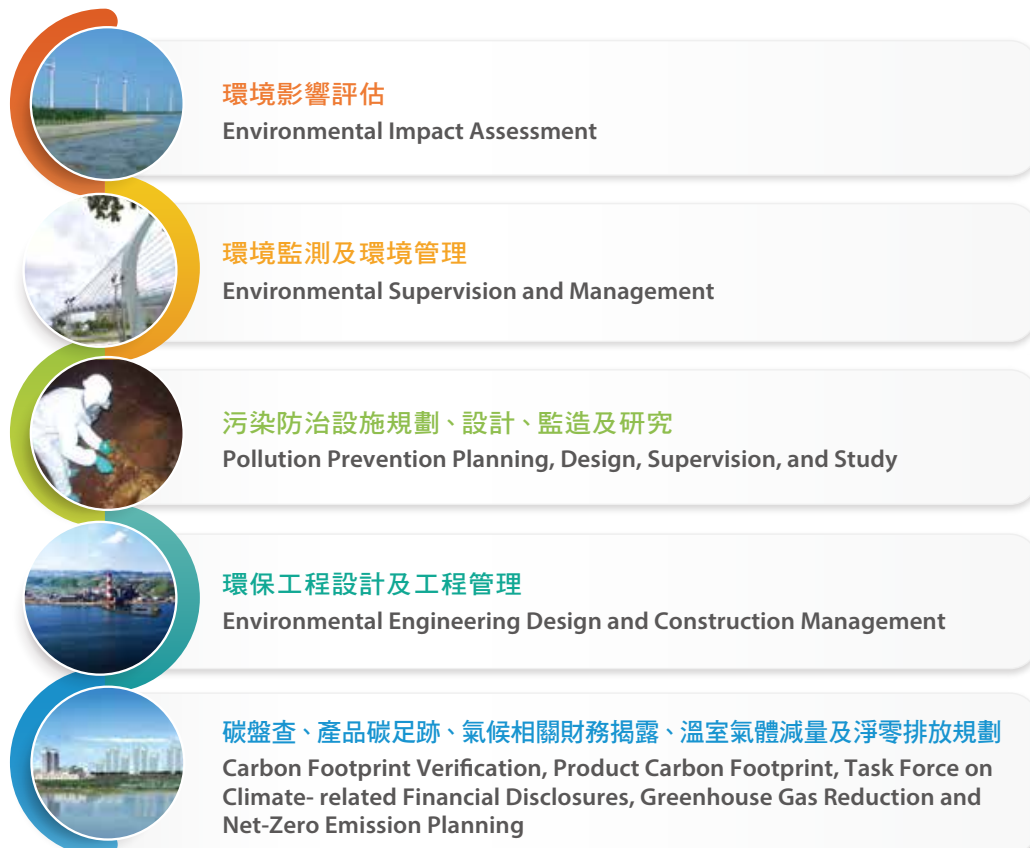 環境影響評估
Environmental Impact Assessment
環境監測及環境管理
Environmental Supervision and Management
污染防治設施規劃、設計、監造及研究
Pollution Prevention Planning, Design, Supervision, and Study
環保工程設計及工程管理
Environmental Engineering Design and Construction Management
碳盤查、產品碳足跡、氣候相關財務揭露、溫室氣體減量及淨零排放規劃
Carbon Footprint Verification, Product Carbon Footprint, Task Force on
Climate- related Financial Disclosures, Greenhouse Gas Reduction and
Net-Zero Emission Planning